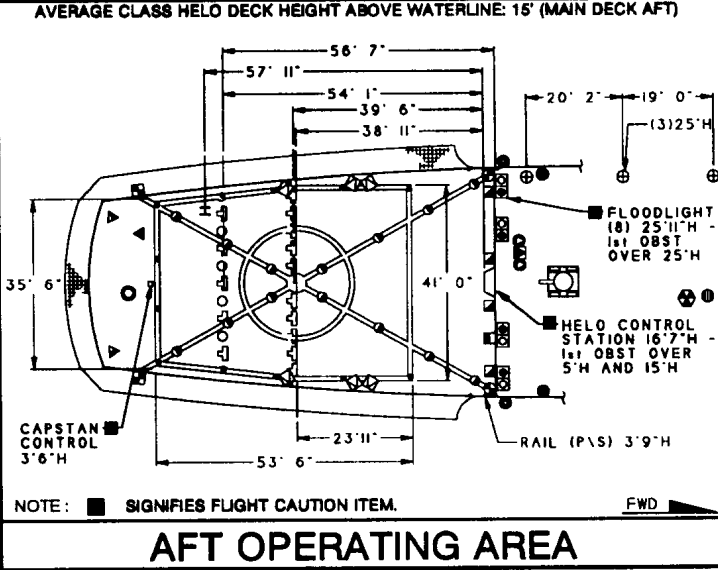 AVERAGE CLASS HELO DECK HEIGHT ABOVE WATERLINE: 15' (MAIN DECK AFT)
56' 7"
57' 11"
54' 1"
39' 6"
38' 11"
20' 2"
19' 0"
(3)25'H
FLOODLIGHT
(8) 25'11"H -
1st OBST
OVER 25'H
35' 6"
41' 0"
HELO CONTROL
STATION 16'7"H -
1st OBST OVER
5'H AND 15'H
CAPSTAN
CONTROL
3'6"H
23'11"
53' 6"
RAIL (P\S) 3'9"H
NOTE: SIGNIFIES FLIGHT CAUTION ITEM.
FWD
AFT OPERATING AREA